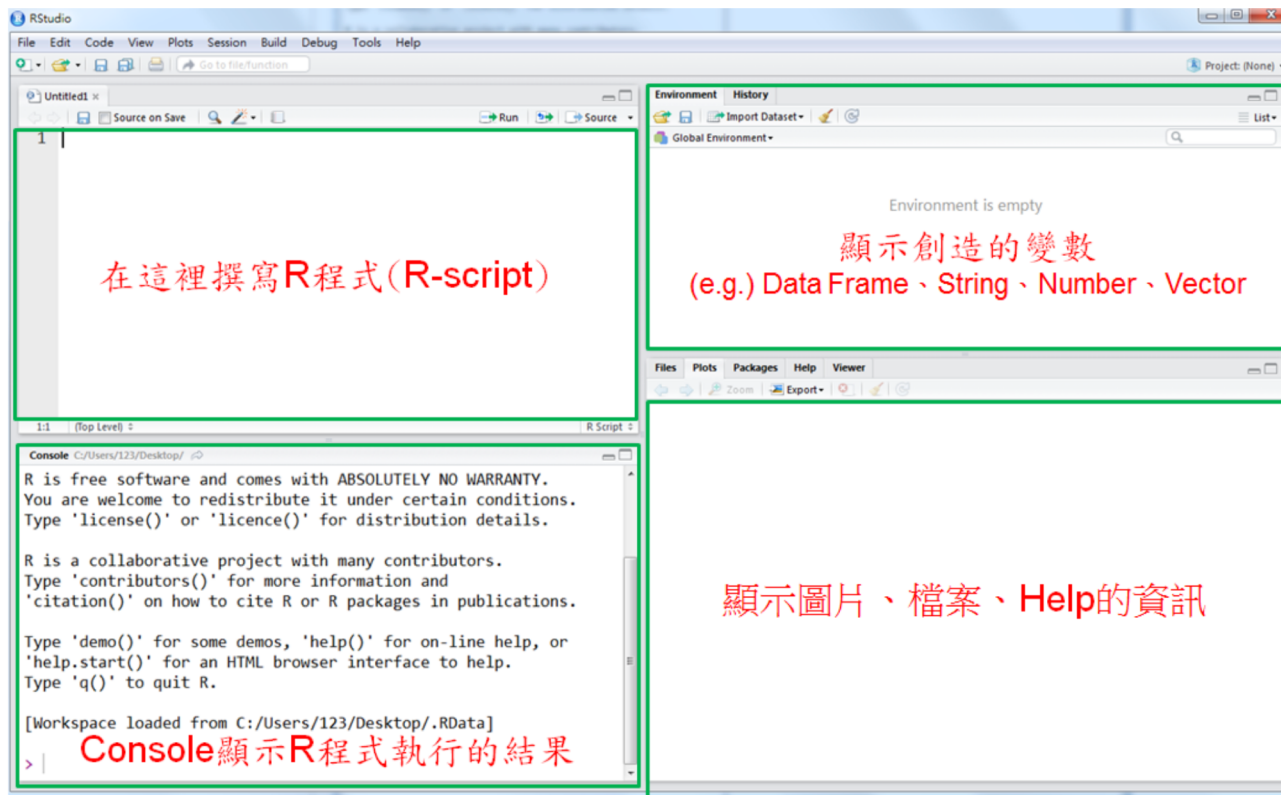 RStudio
File Edit Code View Plots Session Build Debug Tools Help
Go to file/function
Project: (None)
Untitled1
Source on Save
Run
Source
1
在這裡撰寫R程式(R-script)
1:1 (Top Level)
R Script
Console C:/Users/123/Desktop/
R is free software and comes with ABSOLUTELY NO WARRANTY.
You are welcome to redistribute it under certain conditions.
Type 'license()' or 'licence()' for distribution details.
R is a collaborative project with many contributors.
Type 'contributors()' for more information and
'citation()' on how to cite R or R packages in publications.
Type 'demo()' for some demos, 'help()' for on-line help, or
'help.start()' for an HTML browser interface to help.
Type 'q()' to quit R.
[Workspace loaded from C:/Users/123/Desktop/.RData]
Console顯示R程式執行的結果
>
Environment History
Import Dataset
List
Global Environment
Environment is empty
顯示創造的變數
(e.g.) Data Frame、String、Number、Vector
Files Plots Packages Help Viewer
Zoom Export
顯示圖片、檔案、Help的資訊